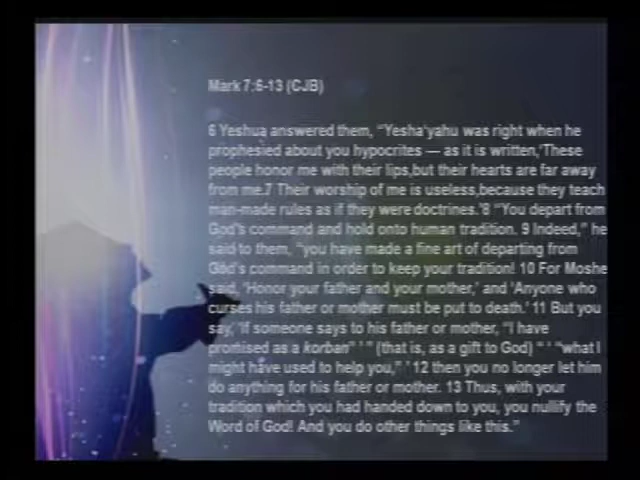 Mark 7:6-13 (CJB)
6 Yeshua answered them, “Yesha‘yahu was right when he
prophesied about you hypocrites — as it is written,‘These
people honor me with their lips,but their hearts are far away
from me.7 Their worship of me is useless,because they teach
man-made rules as if they were doctrines.’8 “You depart from
God’s command and hold onto human tradition. 9 Indeed,” he
said to them, “you have made a fine art of departing from
God’s command in order to keep your tradition! 10 For Moshe
said, ‘Honor your father and your mother,’ and ‘Anyone who
curses his father or mother must be put to death.’ 11 But you
say, ‘If someone says to his father or mother, “I have
promised as a korban” ’ ” (that is, as a gift to God) “ ‘ “what I
might have used to help you,” ’ 12 then you no longer let him
do anything for his father or mother. 13 Thus, with your
tradition which you had handed down to you, you nullify the
Word of God! And you do other things like this.”